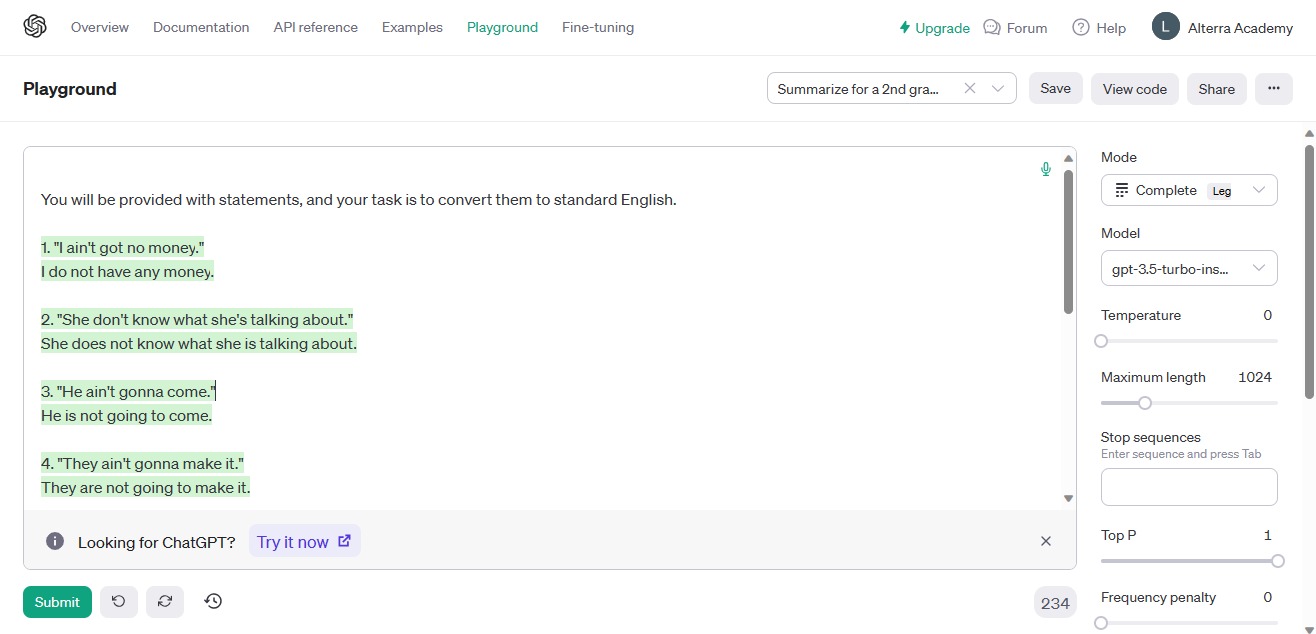 Overview Documentation API reference Examples Playground Fine-tuning Upgrade Forum Help L Alterra Academy
Playground Summarize for a 2nd gra... Save View code Share ...
You will be provided with statements, and your task is to convert them to standard English.
1. "I ain't got no money."
I do not have any money.
2. "She don't know what she's talking about."
She does not know what she is talking about.
3. "He ain't gonna come."
He is not going to come.
4. "They ain't gonna make it."
They are not going to make it.
Looking for ChatGPT? Try it now
Submit 234
Mode
Complete Leg
Model
gpt-3.5-turbo-ins...
Temperature 0
Maximum length 1024
Stop sequences
Enter sequence and press Tab
Top P 1
Frequency penalty 0